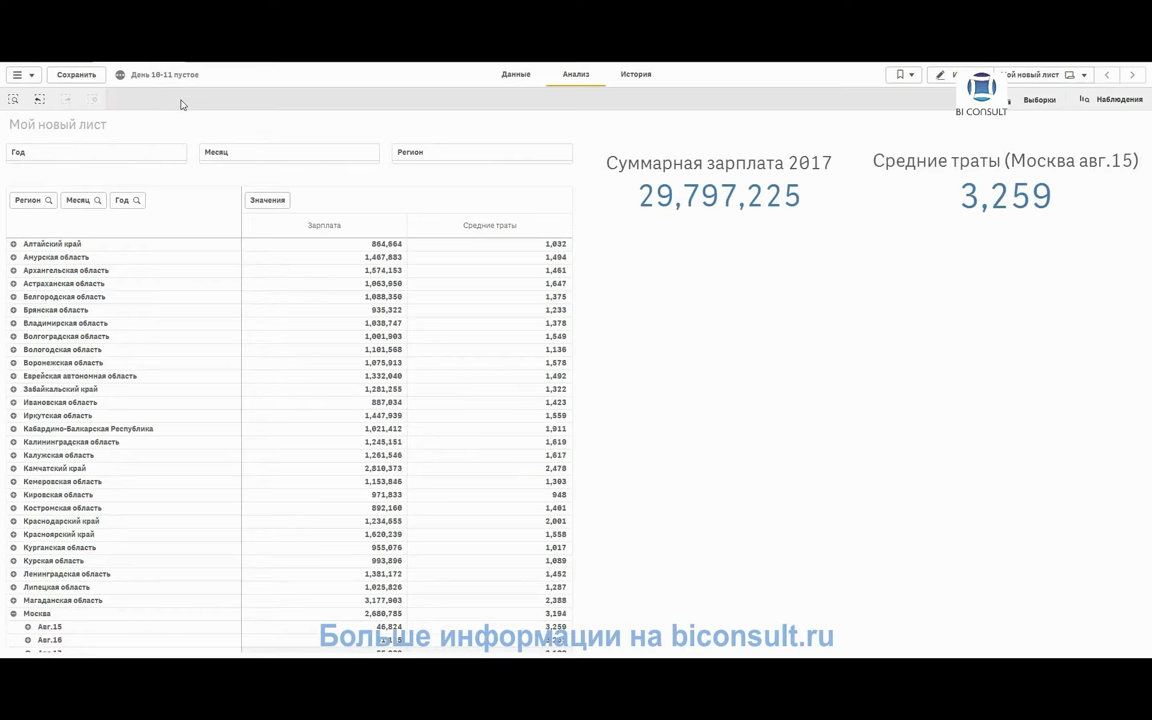 Сохранить День 10-11 пустое Данные Анализ История Мой новый лист
BI CONSULT
Выборки Наблюдения
Мой новый лист
Год Месяц Регион
Суммарная зарплата 2017 Средние траты (Москва авг.15)
29,797,225 3,259
Регион Месяц Год Значения
Зарплата Средние траты
Алтайский край 864,664 1,032
Амурская область 1,467,883 1,494
Архангельская область 1,574,153 1,461
Астраханская область 1,063,950 1,647
Белгородская область 1,088,350 1,375
Брянская область 935,322 1,233
Владимирская область 1,038,747 1,378
Волгоградская область 1,001,903 1,549
Вологодская область 1,101,568 1,136
Воронежская область 1,075,913 1,578
Еврейская автономная область 1,332,040 1,492
Забайкальский край 1,281,255 1,322
Ивановская область 887,034 1,423
Иркутская область 1,447,939 1,559
Кабардино-Балкарская Республика 1,021,412 1,911
Калининградская область 1,245,151 1,619
Калужская область 1,261,546 1,617
Камчатский край 2,810,373 2,478
Кемеровская область 1,153,846 1,303
Кировская область 971,833 948
Костромская область 892,160 1,401
Краснодарский край 1,234,655 2,001
Красноярский край 1,620,239 1,558
Курганская область 955,076 1,017
Курская область 993,896 1,089
Ленинградская область 1,381,172 1,452
Липецкая область 1,025,826 1,287
Магаданская область 3,177,903 2,388
Москва 2,680,785 3,194
Авг.15 46,824 3,259
Авг.16
Больше информации на biconsult.ru